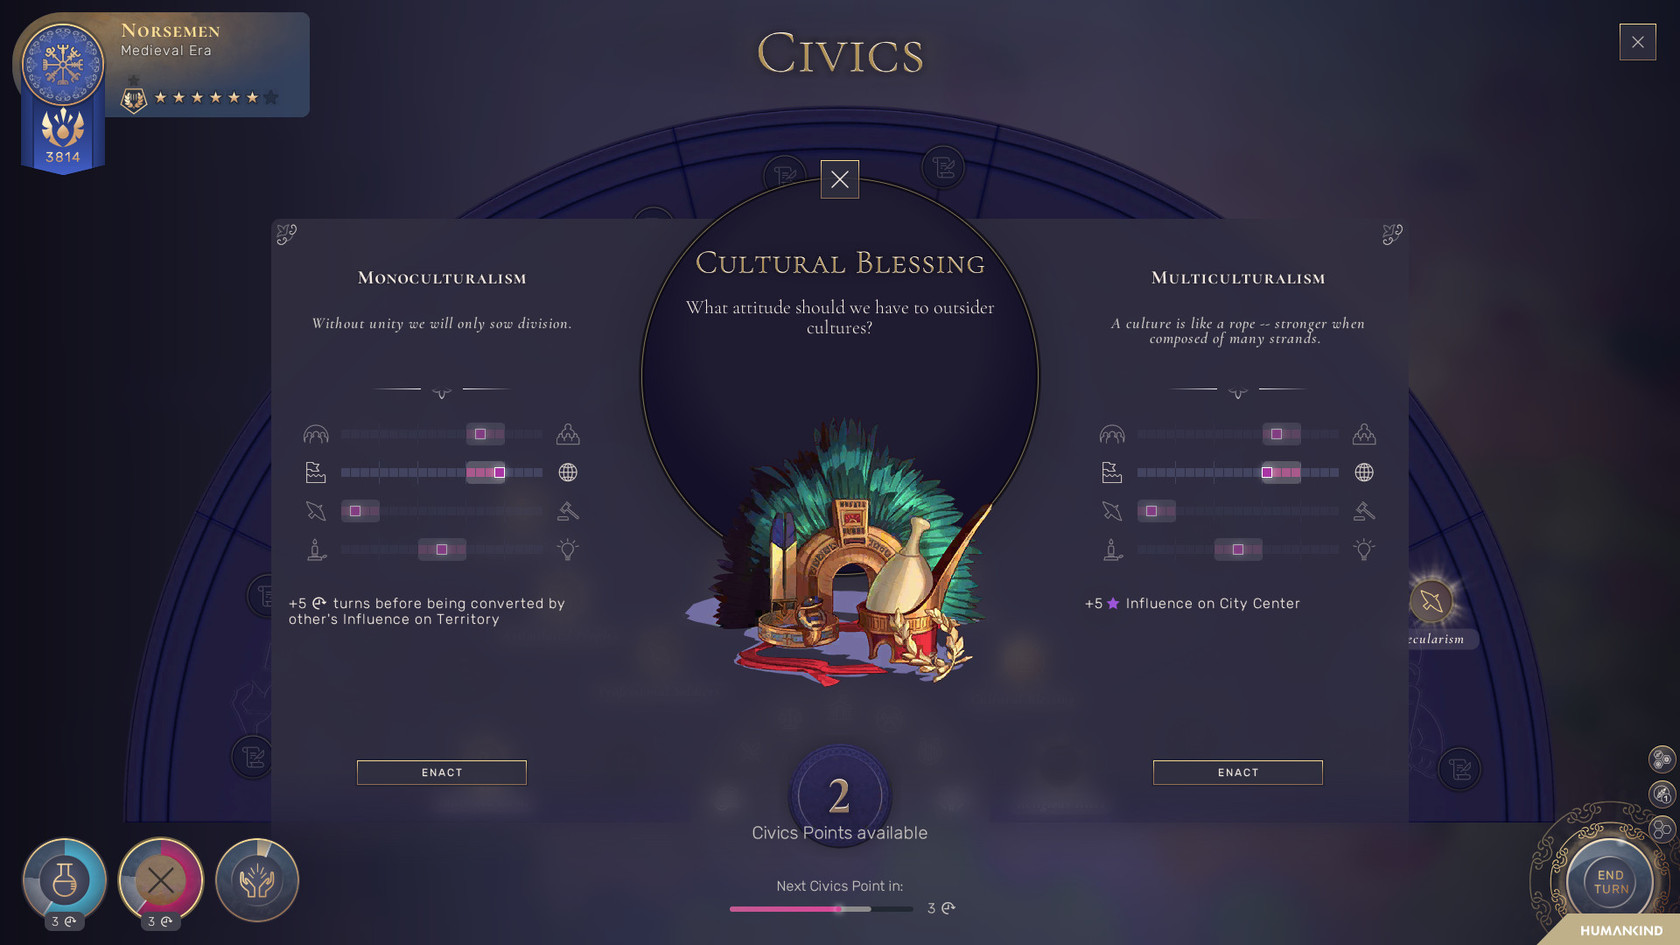 Norsemen
Medieval Era
3814
Civics
Cultural Blessing
What attitude should we have to outsider
cultures?
Monoculturalism
Without unity we will only sow division.
+5 turns before being converted by
other's Influence on Territory
ENACT
Multiculturalism
A culture is like a rope -- stronger when
composed of many strands.
+5 Influence on City Center
ENACT
ecularism
2
Civics Points available
Next Civics Point in:
3
3
3
END
TURN
HUMANKIND